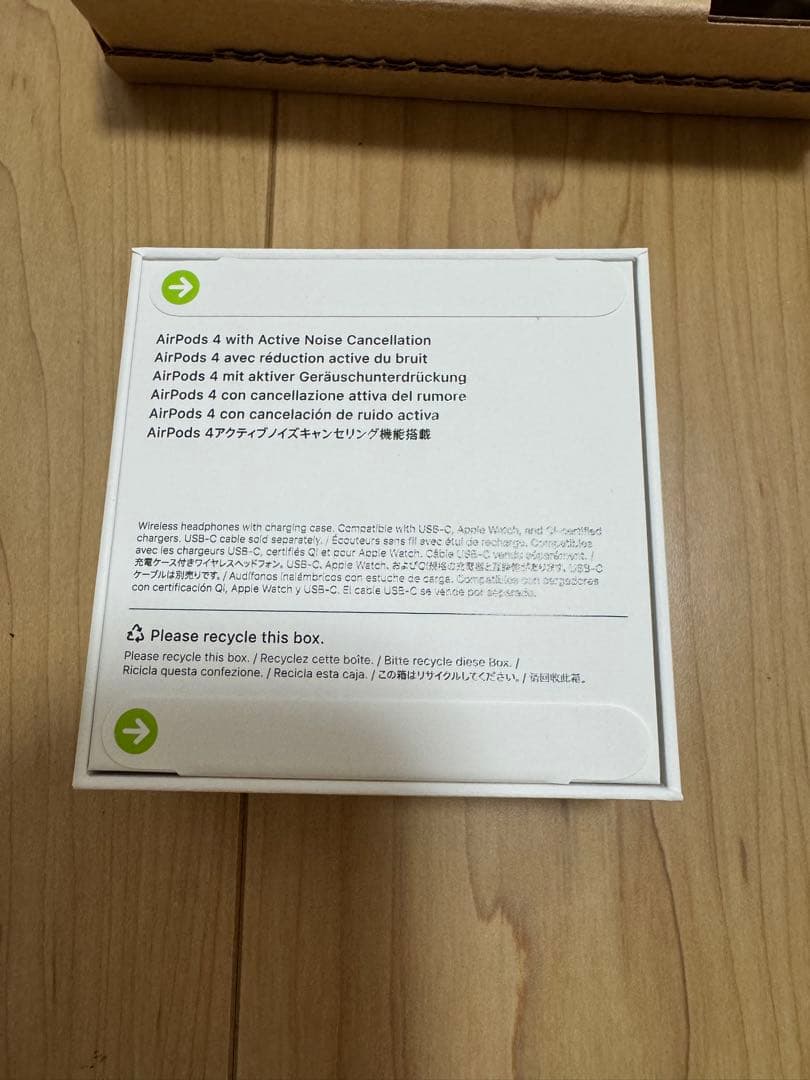 AirPods 4 with Active Noise Cancellation
AirPods 4 avec réduction active du bruit
AirPods 4 mit aktiver Geräuschunterdrückung
AirPods 4 con cancellazione attiva del rumore
AirPods 4 con cancelación de ruido activa
AirPods 4アクティブノイズキャンセリング機能搭載
Wireless headphones with charging case. Compatible with USB-C, Apple Watch, and Qi-certified
chargers. USB-C cable sold separately. / Écouteurs sans fil avec étui de recharge. Compatibles
avec les chargeurs USB-C, certifiés Qi et pour Apple Watch. Câble USB-C vendu séparément. /
充電ケース付きワイヤレスヘッドフォン。USB-C、Apple Watch、およびQi規格の充電器と互換性があります。USB-C
ケーブルは別売りです。/ Audífonos inalámbricos con estuche de carga. Compatibles con cargadores
con certificación Qi, Apple Watch y USB-C. El cable USB-C se vende por separado.
Please recycle this box.
Please recycle this box. / Recyclez cette boîte. / Bitte recycle diese Box. /
Ricicla questa confezione. / Recicla esta caja. / この箱はリサイクルしてください。/ 請回收此箱。